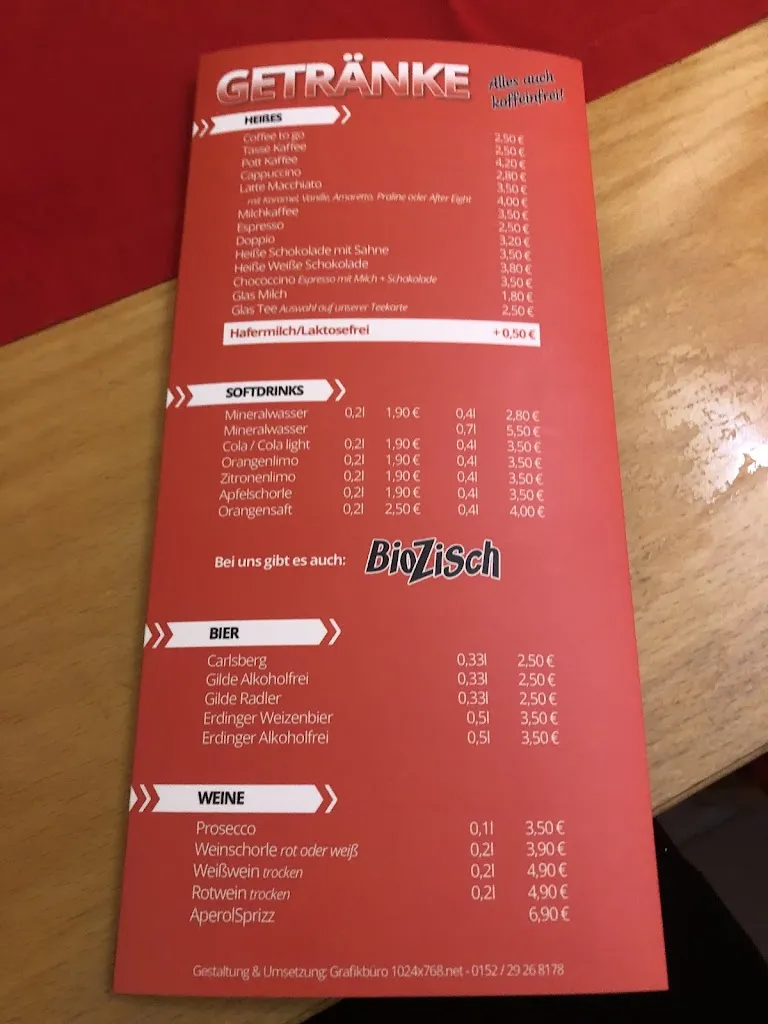 GETRÄNKE
Alles auch
koffeinfrei!
HEIẞES
Coffee to go 2,50 €
Tasse Kaffee 2,50 €
Pott Kaffee 4,20 €
Cappuccino 2,80 €
Latte Macchiato 3,50 €
mit Karamel, Vanille, Amaretto, Praline oder After Eight 4,00 €
Milchkaffee 3,50 €
Espresso 2,50 €
Doppio 3,20 €
Heiße Schokolade mit Sahne 3,50 €
Heiße Weiße Schokolade 3,80 €
Chococcino Espresso mit Milch + Schokolade 3,50 €
Glas Milch 1,80 €
Glas Tee Auswahl auf unserer Teekarte 2,50 €
Hafermilch/Laktosefrei +0,50 €
SOFTDRINKS
Mineralwasser 0,2l 1,90 € 0,4l 2,80 €
Mineralwasser 0,7l 5,50 €
Cola / Cola light 0,2l 1,90 € 0,4l 3,50 €
Orangenlimo 0,2l 1,90 € 0,4l 3,50 €
Zitronenlimo 0,2l 1,90 € 0,4l 3,50 €
Apfelschorle 0,2l 1,90 € 0,4l 3,50 €
Orangensaft 0,2l 2,50 € 0,4l 4,00 €
Bei uns gibt es auch: BioZisch
BIER
Carlsberg 0,33l 2,50 €
Gilde Alkoholfrei 0,33l 2,50 €
Gilde Radler 0,33l 2,50 €
Erdinger Weizenbier 0,5l 3,50 €
Erdinger Alkoholfrei 0,5l 3,50 €
WEINE
Prosecco 0,1l 3,50 €
Weinschorle rot oder weiß 0,2l 3,90 €
Weißwein trocken 0,2l 4,90 €
Rotwein trocken 0,2l 4,90 €
AperolSprizz 6,90 €
Gestaltung & Umsetzung: Grafikbüro 1024x768.net - 0152 / 29 26 8178